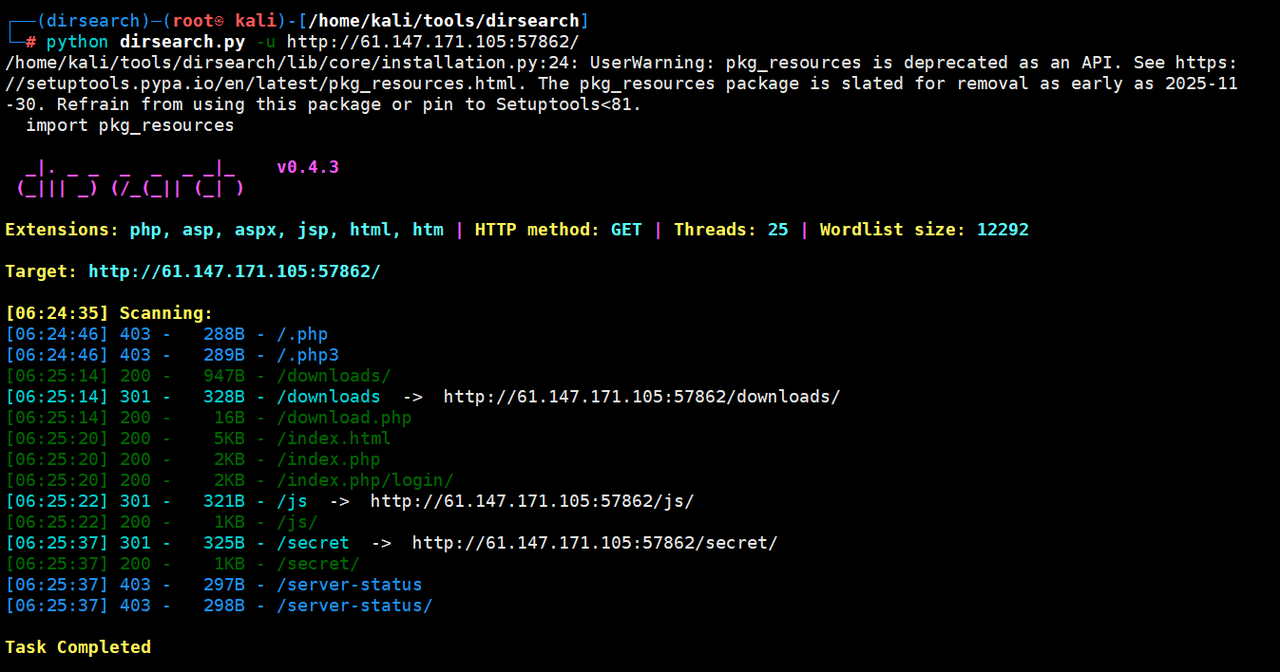 ┌──(dirsearch)─(root㉿ kali)-[/home/kali/tools/dirsearch]
└─# python dirsearch.py -u http://61.147.171.105:57862/
/home/kali/tools/dirsearch/lib/core/installation.py:24: UserWarning: pkg_resources is deprecated as an API. See https:
//setuptools.pypa.io/en/latest/pkg_resources.html. The pkg_resources package is slated for removal as early as 2025-11
-30. Refrain from using this package or pin to Setuptools<81.
  import pkg_resources
  _|. _ _  _  _  _ _|_    v0.4.3
 (_||| _) (/_(_|| (_| )
Extensions: php, asp, aspx, jsp, html, htm | HTTP method: GET | Threads: 25 | Wordlist size: 12292
Target: http://61.147.171.105:57862/
[06:24:35] Scanning:
[06:24:46] 403 -   288B - /.php
[06:24:46] 403 -   289B - /.php3
[06:25:14] 200 -   947B - /downloads/
[06:25:14] 301 -   328B - /downloads  ->  http://61.147.171.105:57862/downloads/
[06:25:14] 200 -    16B - /download.php
[06:25:20] 200 -    5KB - /index.html
[06:25:20] 200 -    2KB - /index.php
[06:25:20] 200 -    2KB - /index.php/login/
[06:25:22] 301 -   321B - /js  ->  http://61.147.171.105:57862/js/
[06:25:22] 200 -    1KB - /js/
[06:25:37] 301 -   325B - /secret  ->  http://61.147.171.105:57862/secret/
[06:25:37] 200 -    1KB - /secret/
[06:25:37] 403 -   297B - /server-status
[06:25:37] 403 -   298B - /server-status/
Task Completed